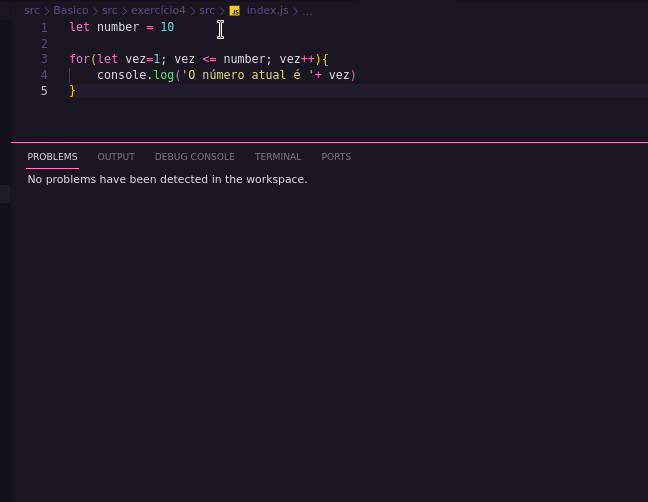 src > Basico > src > exercicio4 > src > JS index.js > ...
1 let number = 10
2
3 for(let vez=1; vez <= number; vez++){
4 console.log('O número atual é '+ vez)
5 }
PROBLEMS OUTPUT DEBUG CONSOLE TERMINAL PORTS
No problems have been detected in the workspace.